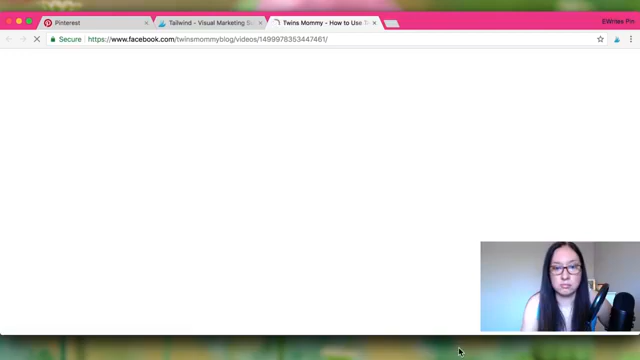 Pinterest
Tailwind - Visual Marketing S
Twins Mommy - How to Use T
EWrites Pin
Secure
https://www.facebook.com/twinsmommyblog/videos/1499978353447461/